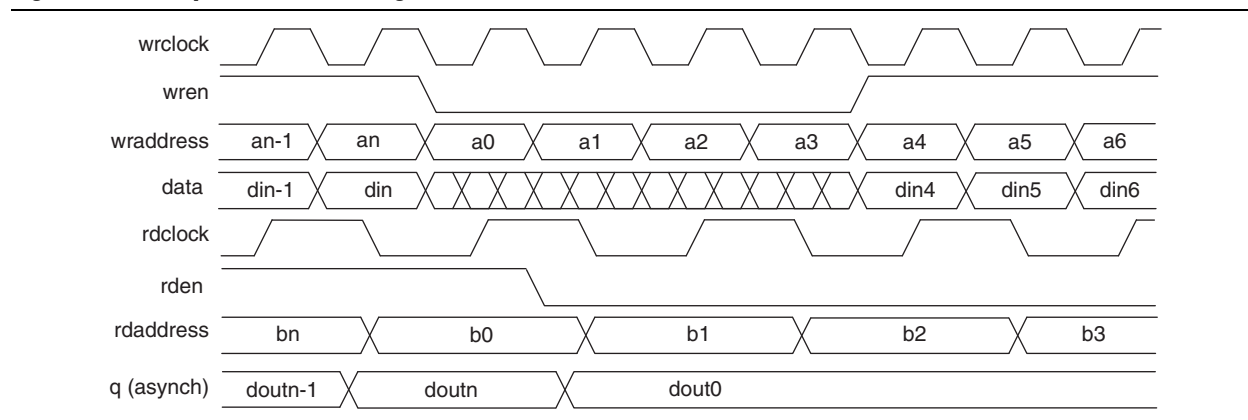 wrclock
wren
wraddress an-1 an a0 a1 a2 a3 a4 a5 a6
data din-1 din din4 din5 din6
rdclock
rden
rdaddress bn b0 b1 b2 b3
q (asynch) doutn-1 doutn dout0